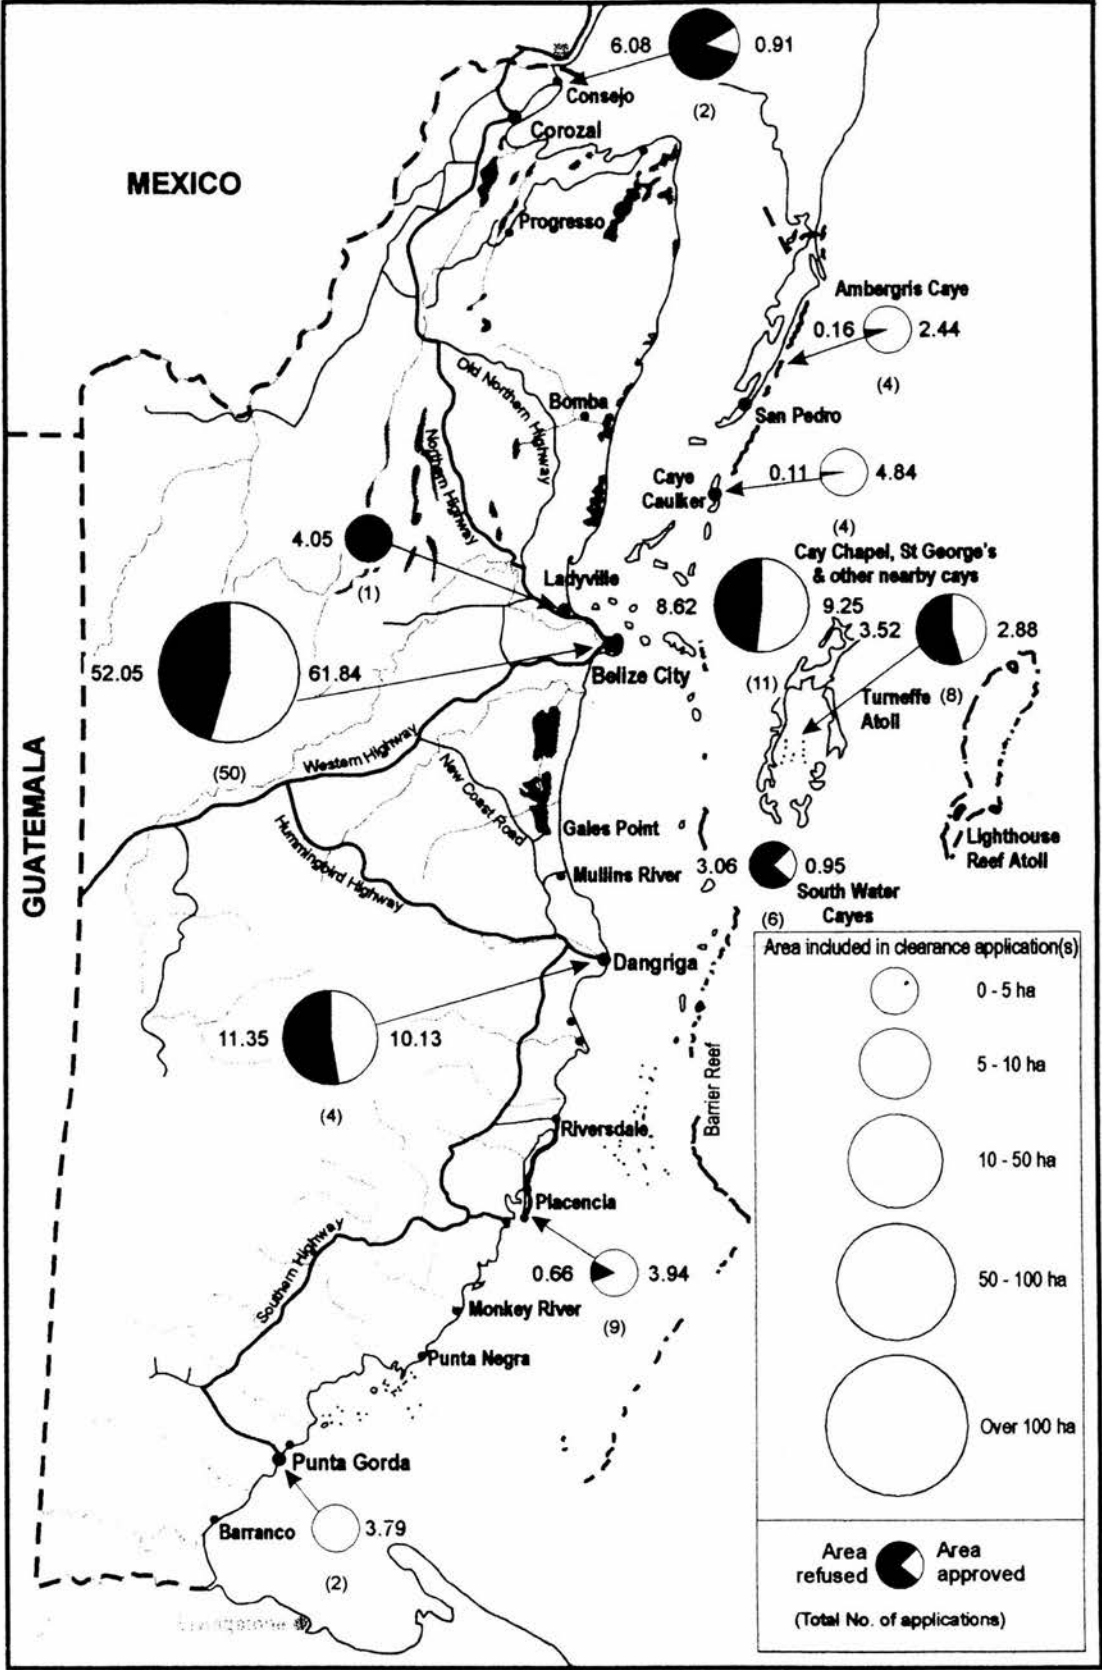 6.08
0.91
Consejo
(2)
Corozal
MEXICO
Progresso
Ambergris Caye
0.16
2.44
(4)
Old Northern Highway
Bomba
San Pedro
Northern Highway
Caye
Caulker
0.11
4.84
(4)
4.05
(1)
Cay Chapel, St George's
& other nearby cays
Ladyville
8.62
9.25
3.52
2.88
52.05
61.84
Belize City
(11)
Turneffe
Atoll
(8)
(50)
Western Highway
New Coast Road
GUATEMALA
Hummingbird Highway
Gales Point
Lighthouse
Reef Atoll
Mullins River
3.06
0.95
South Water
Cayes
(6)
Area included in clearance application(s)
0 - 5 ha
5 - 10 ha
10 - 50 ha
50 - 100 ha
Over 100 ha
Dangriga
11.35
10.13
(4)
Barrier Reef
Riversdale
Placencia
Southern Highway
0.66
3.94
(9)
Monkey River
Punta Negra
Punta Gorda
Barranco
3.79
(2)
Area
refused
Area
approved
(Total No. of applications)